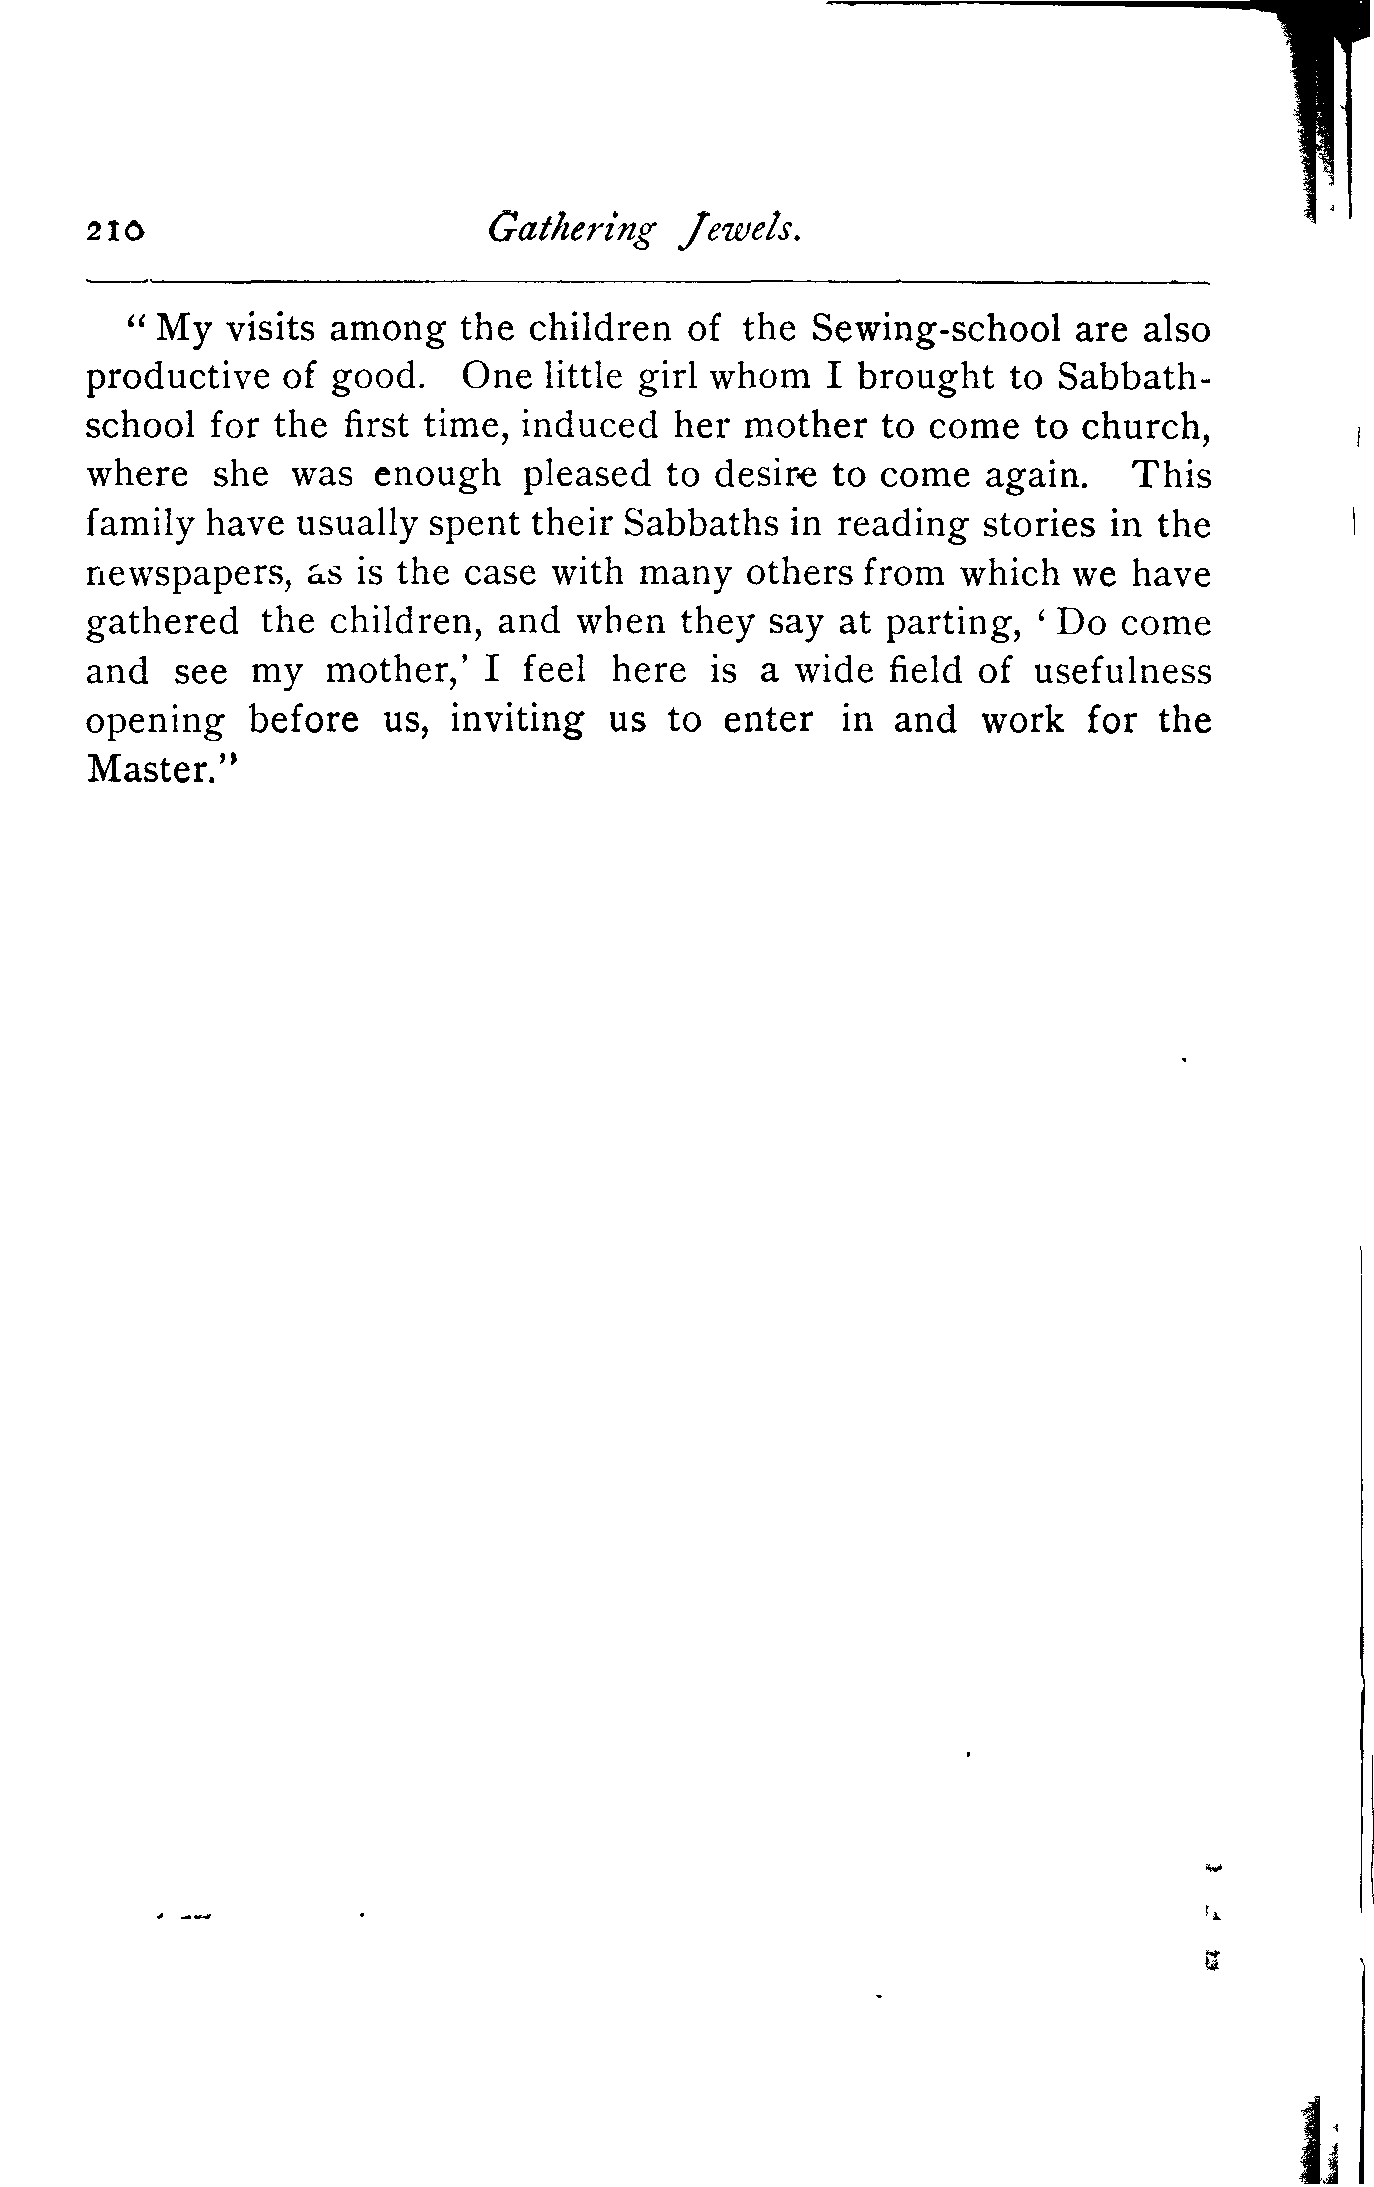 210 Gathering Jewels.
“ My visits among the children of the Sewing-school are also
productive of good. One little girl whom I brought to Sabbath-
school for the first time, induced her mother to come to church,
where she was enough pleased to desire to come again. This
family have usually spent their Sabbaths in reading stories in the
newspapers, as is the case with many others from which we have
gathered the children, and when they say at parting, ‘ Do come
and see my mother,’ I feel here is a wide field of usefulness
opening before us, inviting us to enter in and work for the
Master.”